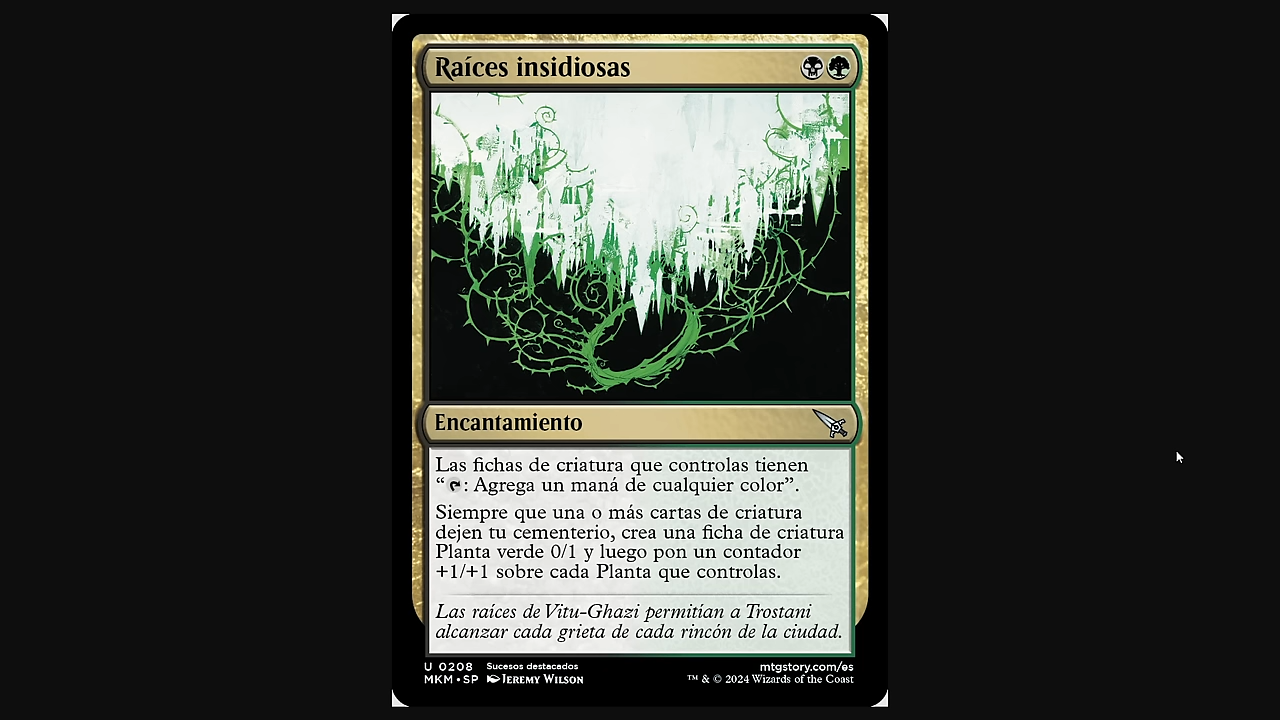 Raíces insidiosas
Encantamiento
Las fichas de criatura que controlas tienen
“ : Agrega un maná de cualquier color”.
Siempre que una o más cartas de criatura
dejen tu cementerio, crea una ficha de criatura
Planta verde 0/1 y luego pon un contador
+1/+1 sobre cada Planta que controlas.
Las raíces de Vitu-Ghazi permitían a Trostani
alcanzar cada grieta de cada rincón de la ciudad.
U 0208 Sucesos destacados mtgstory.com/es
MKM • SP Jeremy Wilson ™ & © 2024 Wizards of the Coast